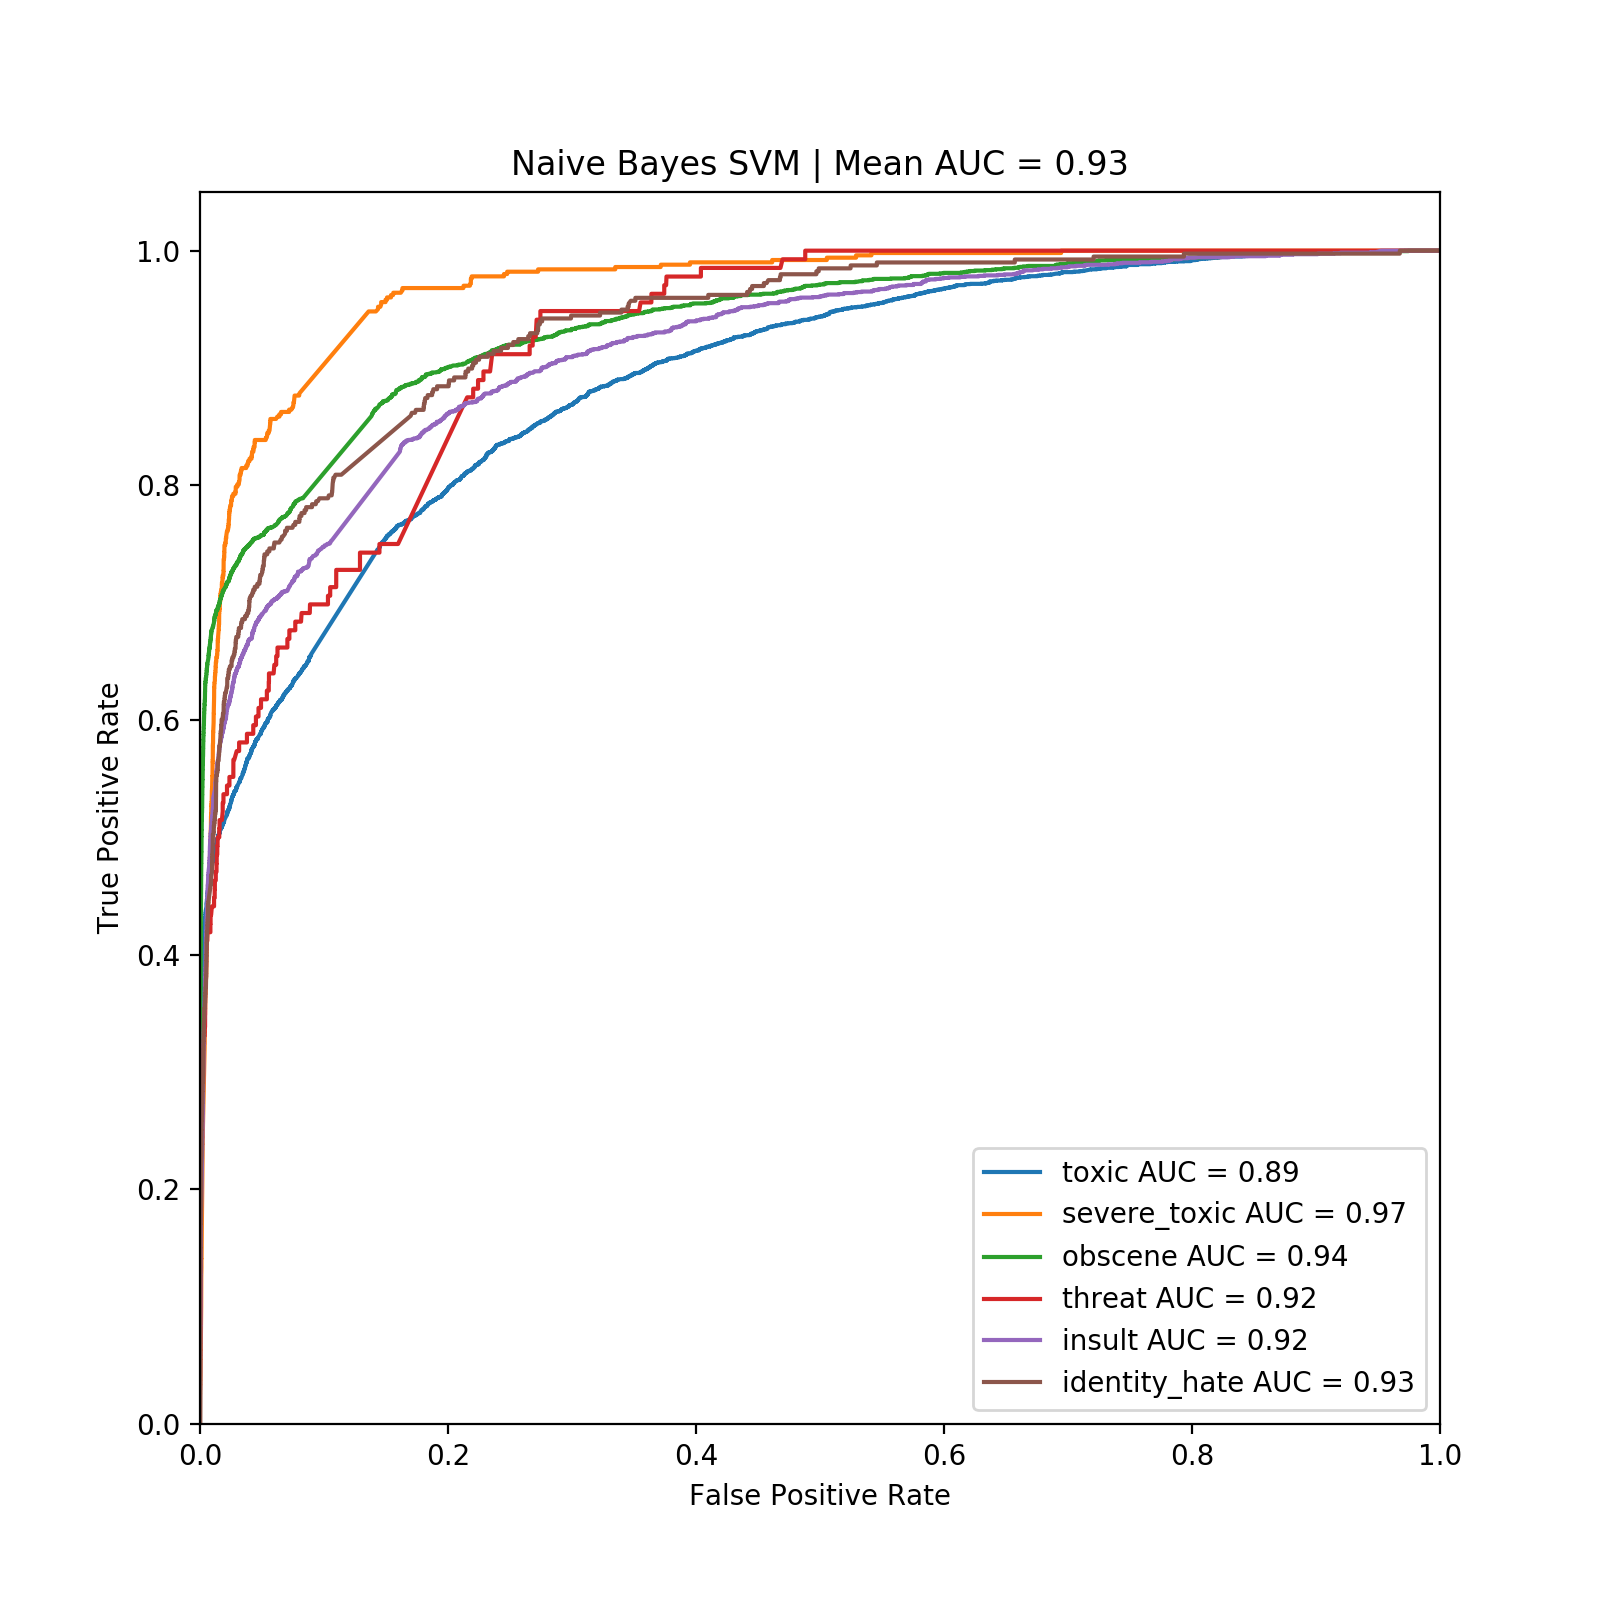 Naive Bayes SVM | Mean AUC = 0.93
1.0
0.8
0.6
0.4
0.2
0.0
True Positive Rate
toxic AUC = 0.89
severe_toxic AUC = 0.97
obscene AUC = 0.94
threat AUC = 0.92
insult AUC = 0.92
identity_hate AUC = 0.93
0.0 0.2 0.4 0.6 0.8 1.0
False Positive Rate